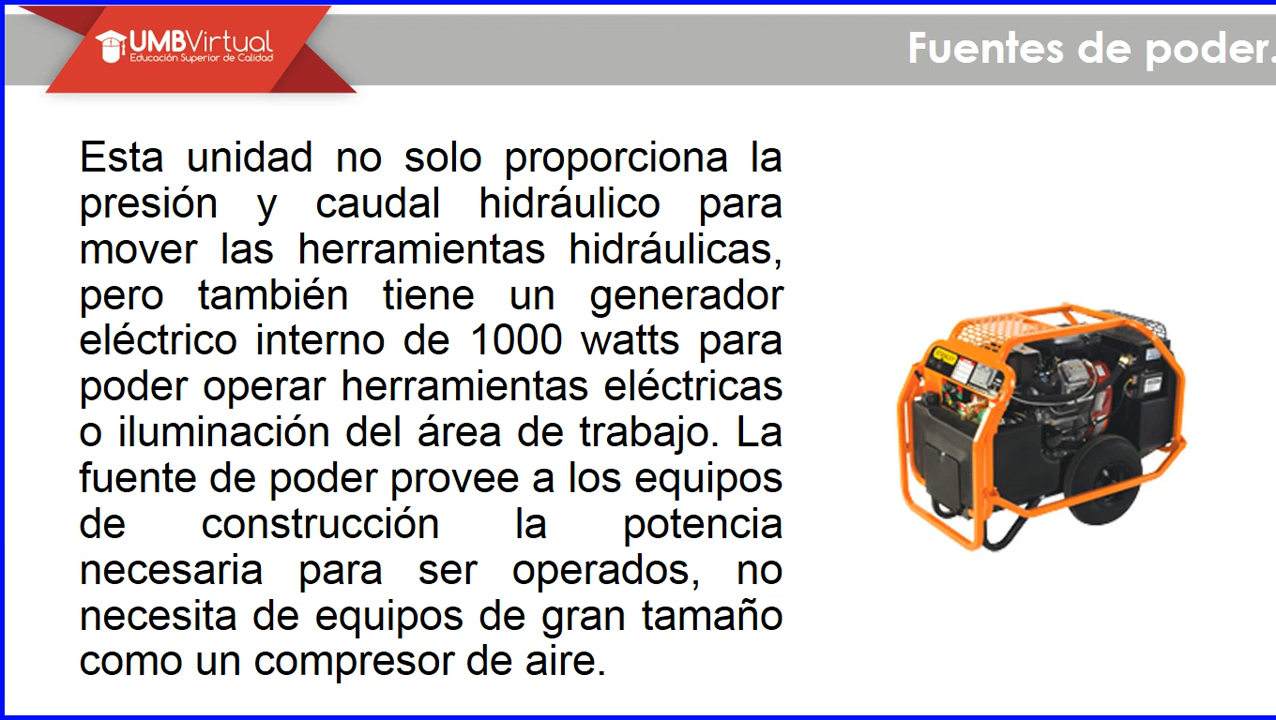 UMBVirtual
Educación Superior de Calidad
Fuentes de poder.
Esta unidad no solo proporciona la
presión y caudal hidráulico para
mover las herramientas hidráulicas,
pero también tiene un generador
eléctrico interno de 1000 watts para
poder operar herramientas eléctricas
o iluminación del área de trabajo. La
fuente de poder provee a los equipos
de construcción la potencia
necesaria para ser operados, no
necesita de equipos de gran tamaño
como un compresor de aire.